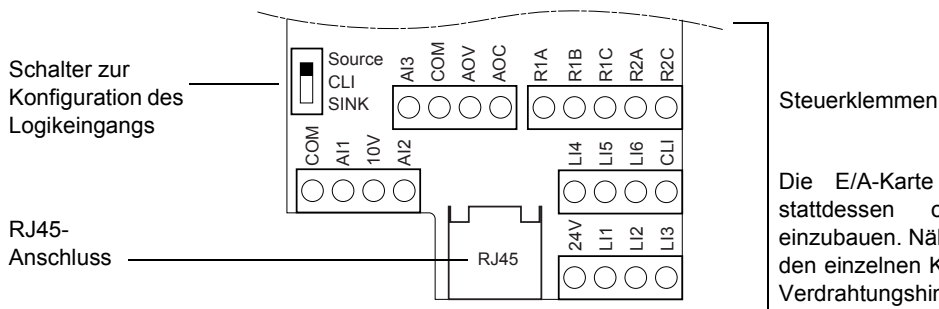 Schalter zur
Konfiguration des
Logikeingangs
Source
CLI
SINK
AI3
COM
AOV
AOC
R1A
R1B
R1C
R2A
R2C
COM
AI1
10V
AI2
LI4
LI5
LI6
CLI
24V
LI1
LI2
LI3
RJ45-
Anschluss
RJ45
Steuerklemmen
Die E/A-Karte
stattdessen
einzubauen.
den einzelnen